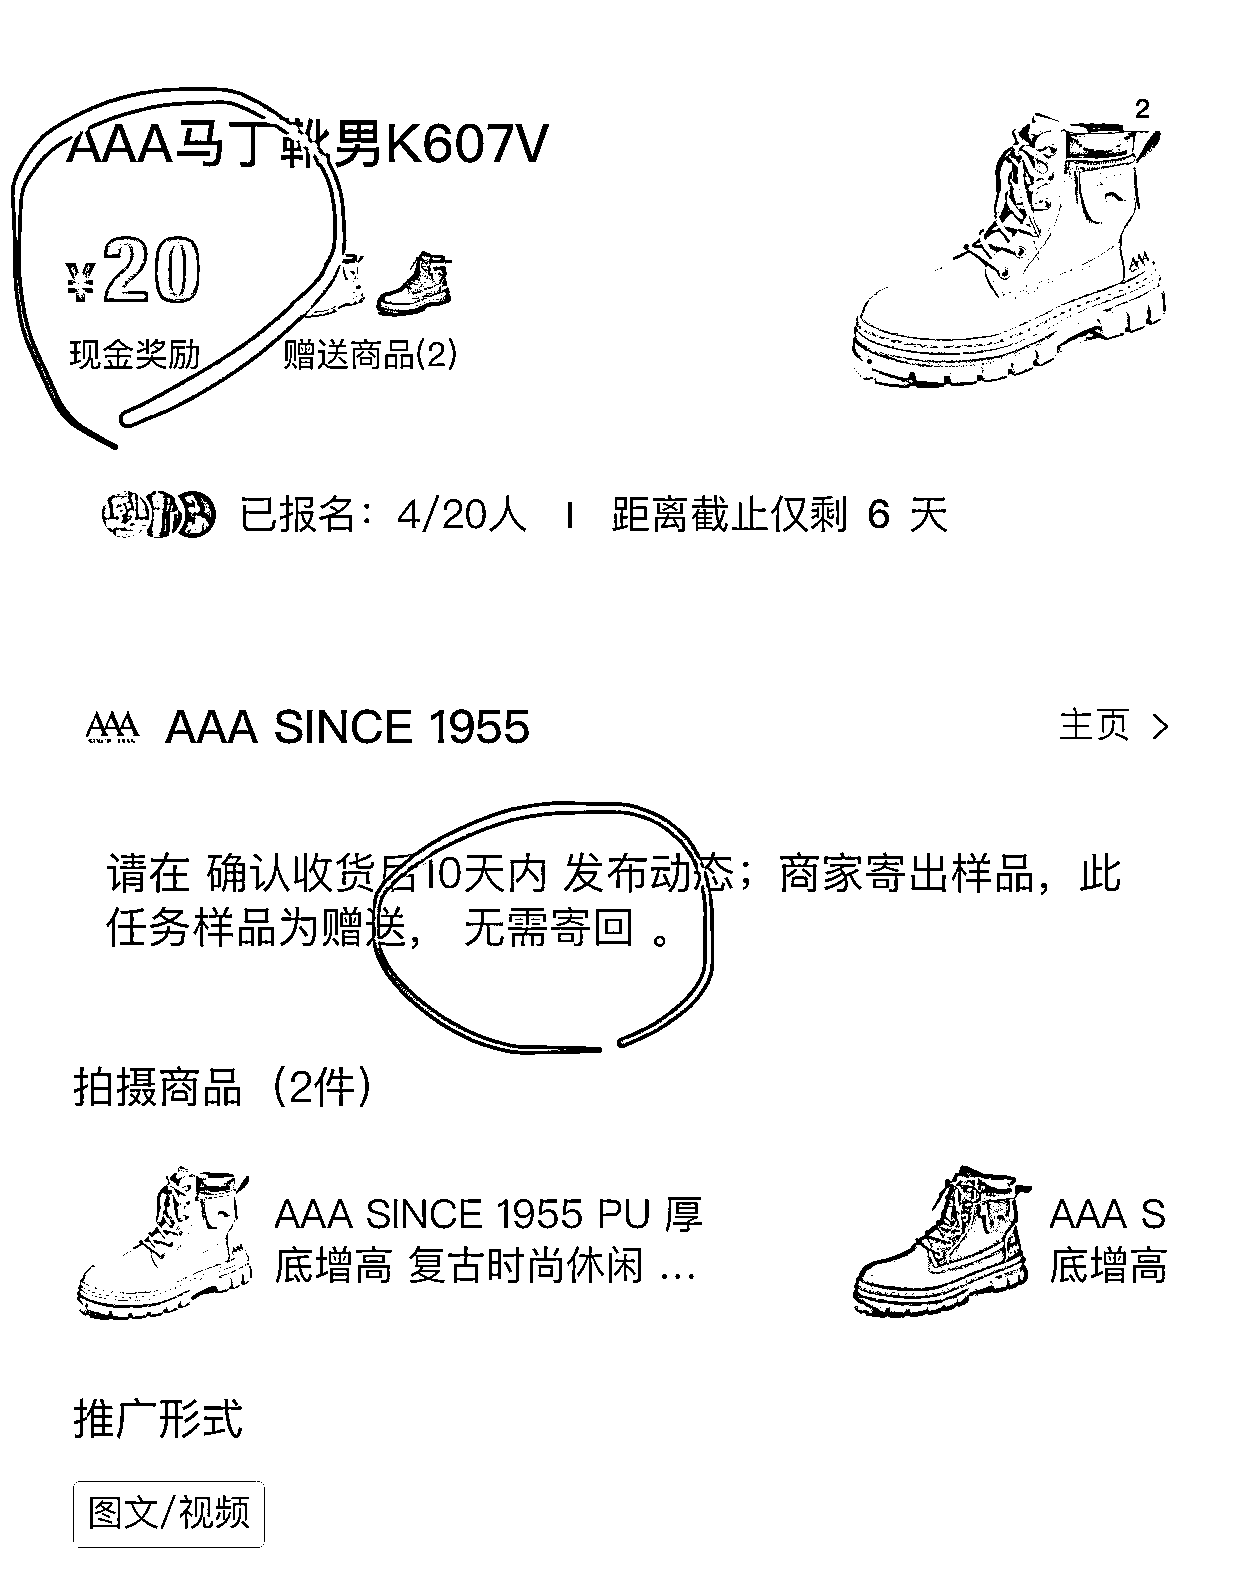 2
AAA马丁靴男K607V
¥20
现金奖励
赠送商品(2)
已报名：4/20人 | 距离截止仅剩 6 天
AAA
AAA SINCE 1955
主页 >
请在 确认收货后10天内 发布动态；商家寄出样品，此
任务样品为赠送， 无需寄回 。
拍摄商品（2件）
AAA SINCE 1955 PU 厚
底增高 复古时尚休闲 ...
AAA S
底增高
推广形式
图文/视频